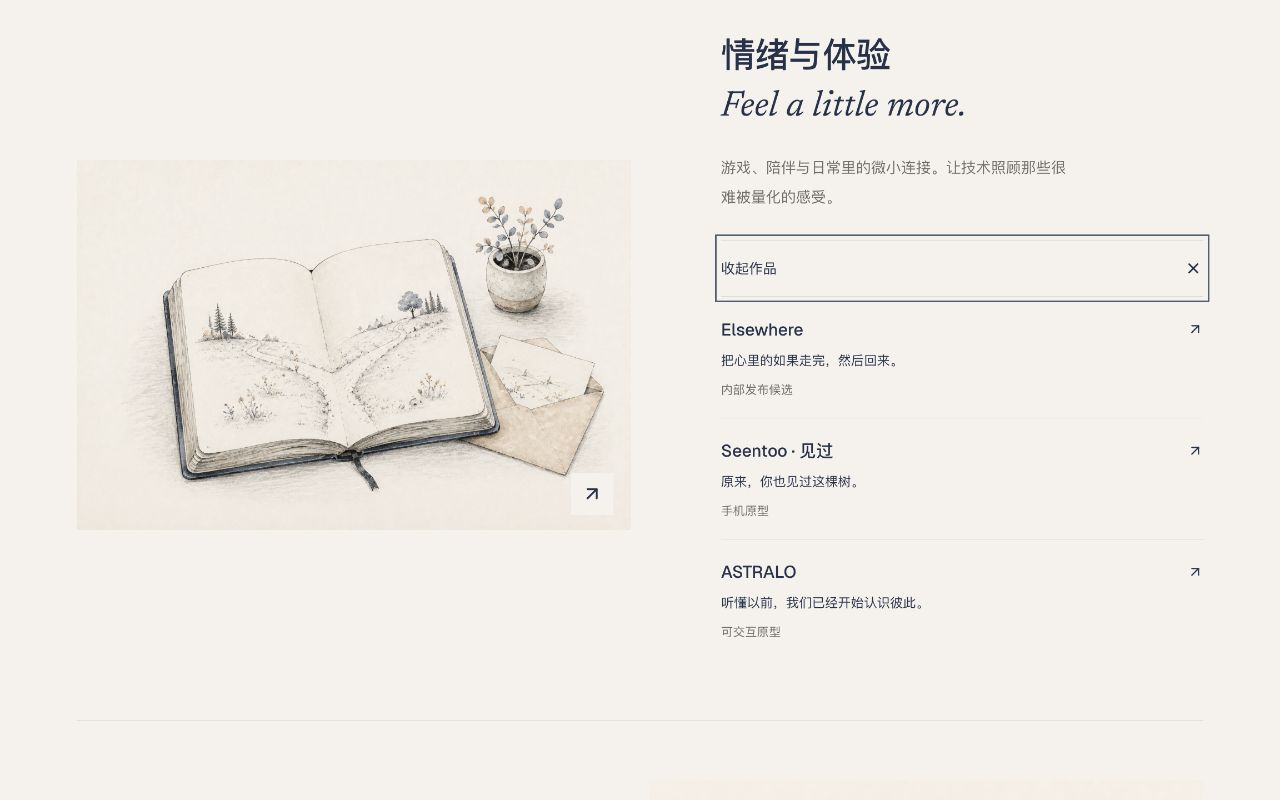 情绪与体验
Feel a little more.
游戏、陪伴与日常里的微小连接。让技术照顾那些很
难被量化的感受。
收起作品
Elsewhere
把心里的如果走完，然后回来。
内部发布候选
Seentoo · 见过
原来，你也见过这棵树。
手机原型
ASTRALO
听懂以前，我们已经开始认识彼此。
可交互原型